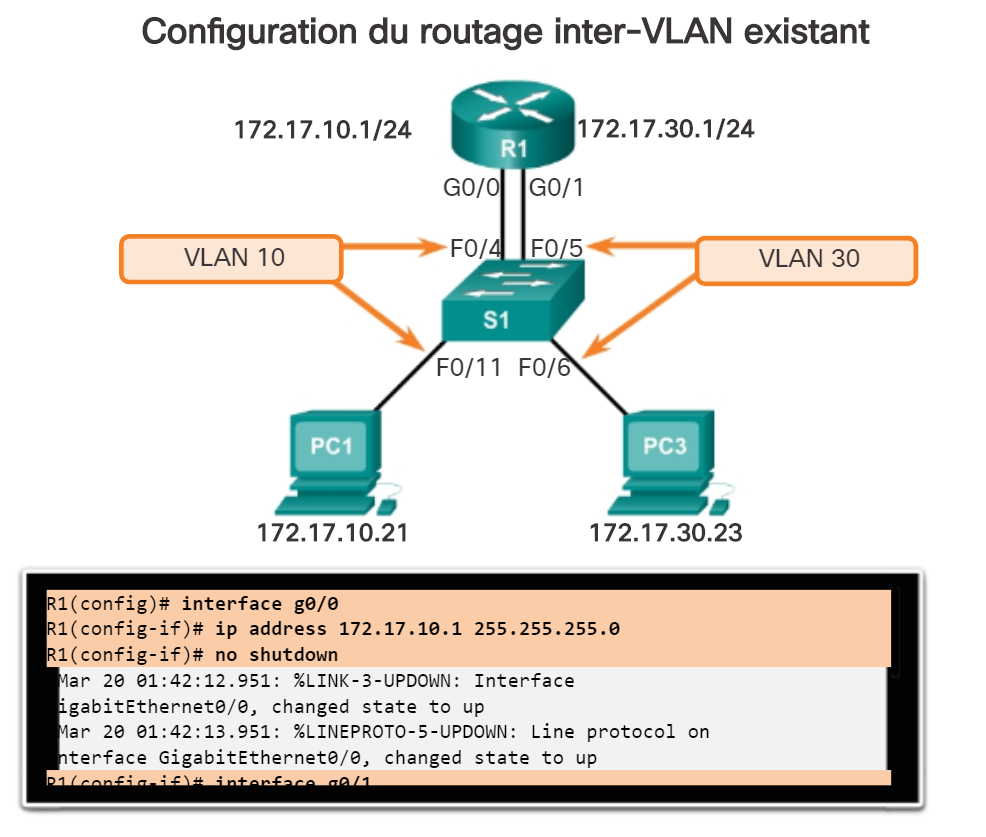 Configuration du routage inter-VLAN existant
172.17.10.1/24
172.17.30.1/24
R1
G0/0
G0/1
VLAN 10
F0/4
F0/5
VLAN 30
S1
F0/11
F0/6
PC1
PC3
172.17.10.21
172.17.30.23
R1(config)# interface g0/0
R1(config-if)# ip address 172.17.10.1 255.255.255.0
R1(config-if)# no shutdown
Mar 20 01:42:12.951: %LINK-3-UPDOWN: Interface
igabitEthernet0/0, changed state to up
Mar 20 01:42:13.951: %LINEPROTO-5-UPDOWN: Line protocol on
nterface GigabitEthernet0/0, changed state to up
R1(config-if)# interface g0/1